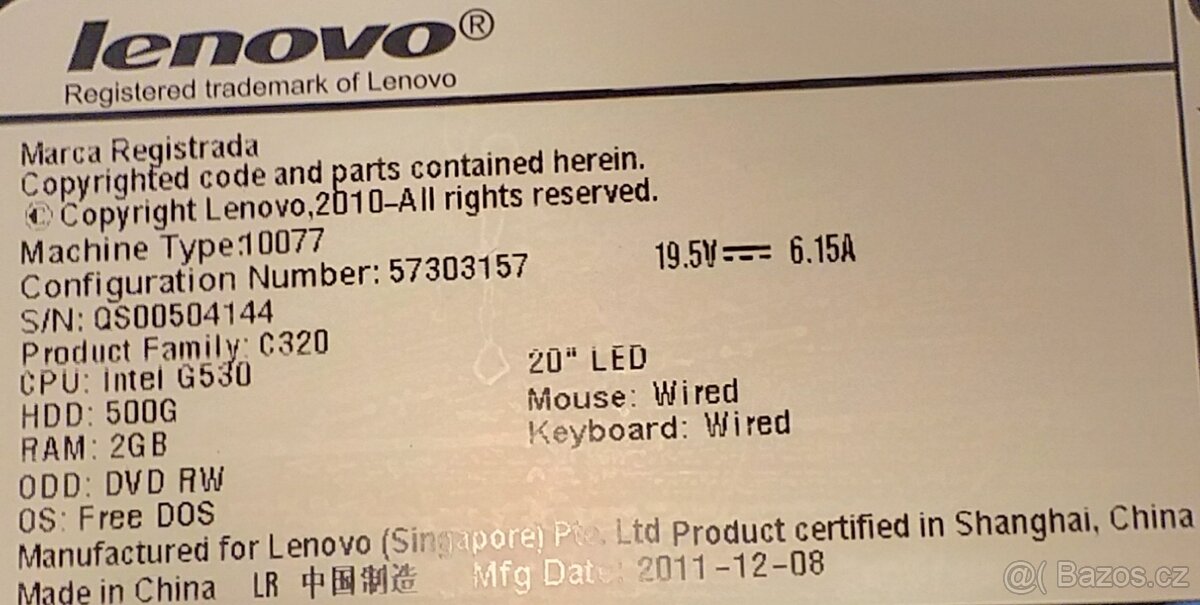 lenovo®
Registered trademark of Lenovo
Marca Registrada
Copyrighted code and parts contained herein.
© Copyright Lenovo,2010-All rights reserved.
Machine Type:10077
Configuration Number: 57303157
19.5V⎓ 6.15A
S/N: QS00504144
Product Family: C320
CPU: Intel G530
20" LED
HDD: 500G
Mouse: Wired
RAM: 2GB
Keyboard: Wired
ODD: DVD RW
OS: Free DOS
Manufactured for Lenovo (Singapore) Pte. Ltd Product certified in Shanghai, China
Made in China LR 中国制造 Mfg Date: 2011-12-08
@( Bazos.cz